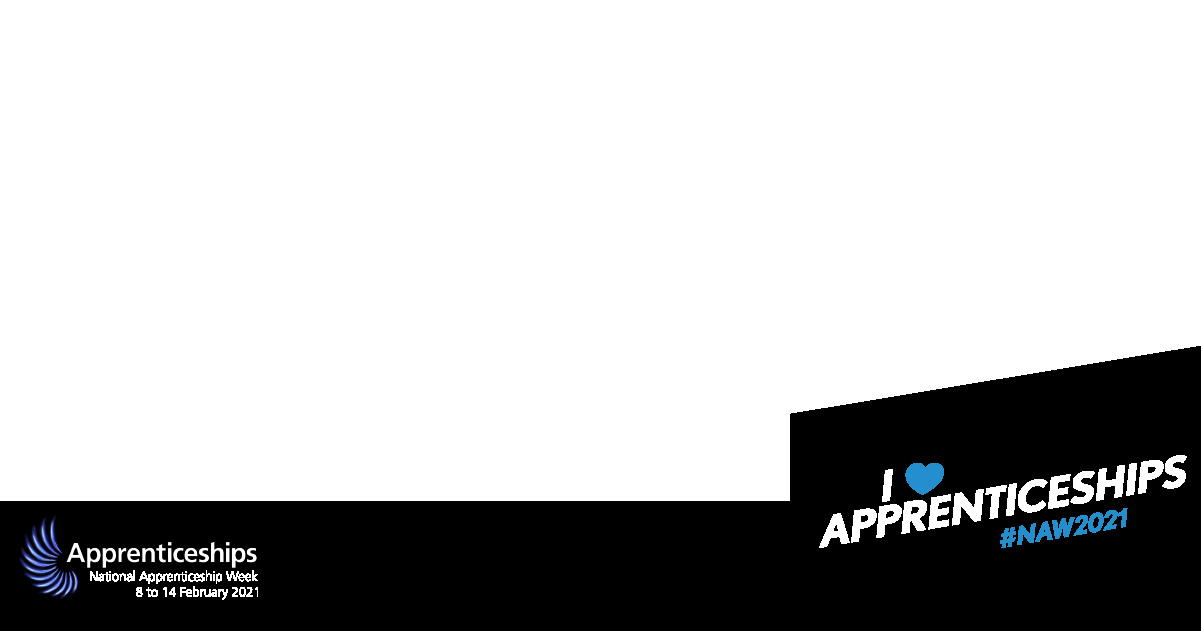 Apprenticeships
National Apprenticeship Week
8 to 14 February 2021
I
APPRENTICESHIPS
#NAW2021